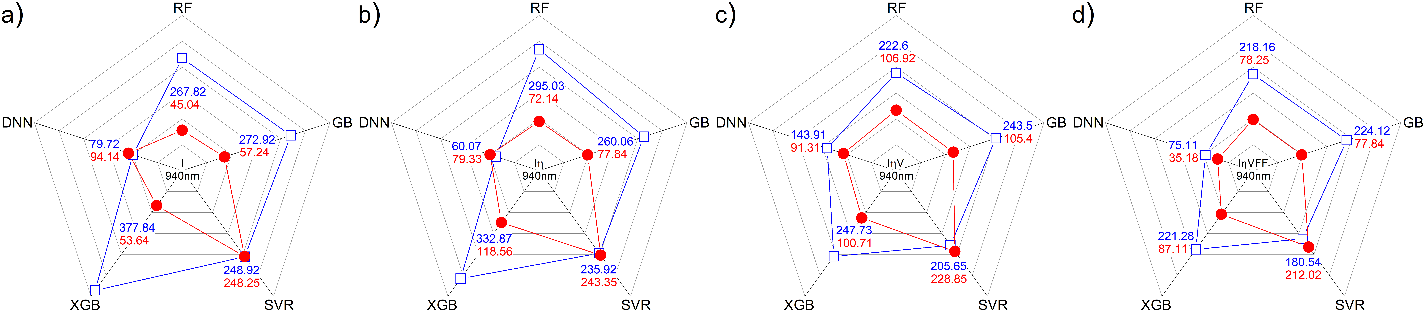 a)
RF
267.82
45.04
DNN
GB
79.72
94.14
272.92
57.24
I
940nm
377.64
53.64
248.92
248.25
XGB
SVR
b)
RF
295.03
72.14
DNN
GB
60.07
79.33
260.06
77.84
Iη
940nm
332.87
118.56
235.92
243.35
XGB
SVR
c)
RF
222.6
106.92
DNN
GB
143.91
91.31
243.5
105.4
IηV
940nm
247.73
100.71
205.65
228.85
XGB
SVR
d)
RF
218.16
78.25
DNN
GB
75.11
35.18
224.12
77.84
IηVFF
940nm
221.28
87.11
180.54
212.02
XGB
SVR